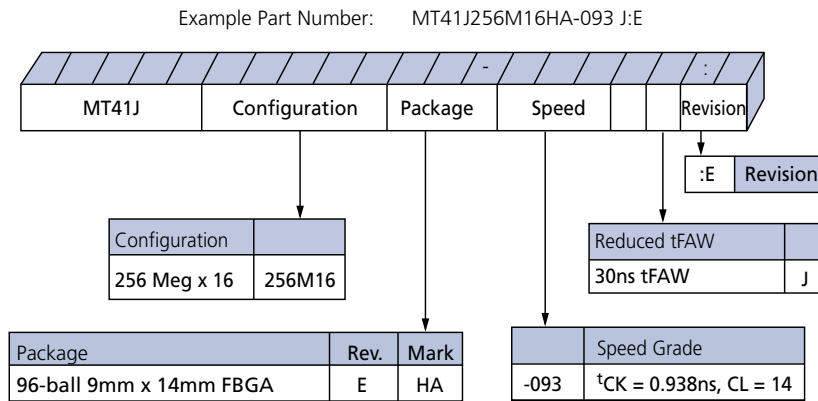 Example Part Number: MT41J256M16HA-093 J:E
- :
MT41J Configuration Package Speed Revision
:E Revision
Configuration
256 Meg x 16 256M16
Reduced tFAW
30ns tFAW J
Package Rev. Mark
96-ball 9mm x 14mm FBGA E HA
Speed Grade
-093 tCK = 0.938ns, CL = 14